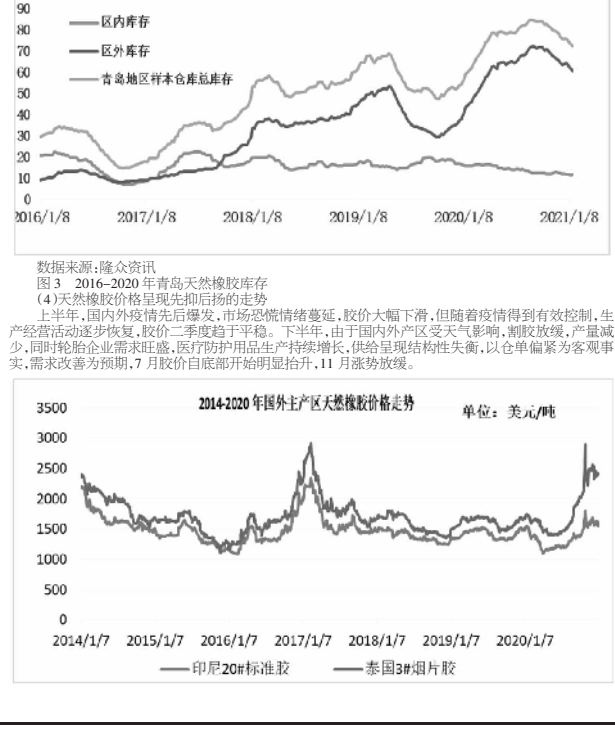 90
80
70
60
50
40
30
20
10
0
区内库存
区外库存
青岛地区样本仓库总库存
2016/1/8 2017/1/8 2018/1/8 2019/1/8 2020/1/8 2021/1/8
数据来源:隆众资讯
图 3 2016-2020 年青岛天然橡胶库存
(4)天然橡胶价格呈现先抑后扬的走势
上半年,国内外疫情先后爆发,市场恐慌情绪蔓延,胶价大幅下滑,但随着疫情得到有效控制,生
产经营活动逐步恢复,胶价二季度趋于平稳。下半年,由于国内外产区受天气影响,割胶放缓,产量减
少,同时轮胎企业需求旺盛,医疗防护用品生产持续增长,供给呈现结构性失衡,以仓单偏紧为客观事
实,需求改善为预期,7 月胶价自底部开始明显抬升,11 月涨势放缓。
2014-2020 年国外主产区天然橡胶价格走势
单位：美元/吨
3500
3000
2500
2000
1500
1000
500
0
2014/1/7 2015/1/7 2016/1/7 2017/1/7 2018/1/7 2019/1/7 2020/1/7
印尼20#标准胶 泰国3#烟片胶